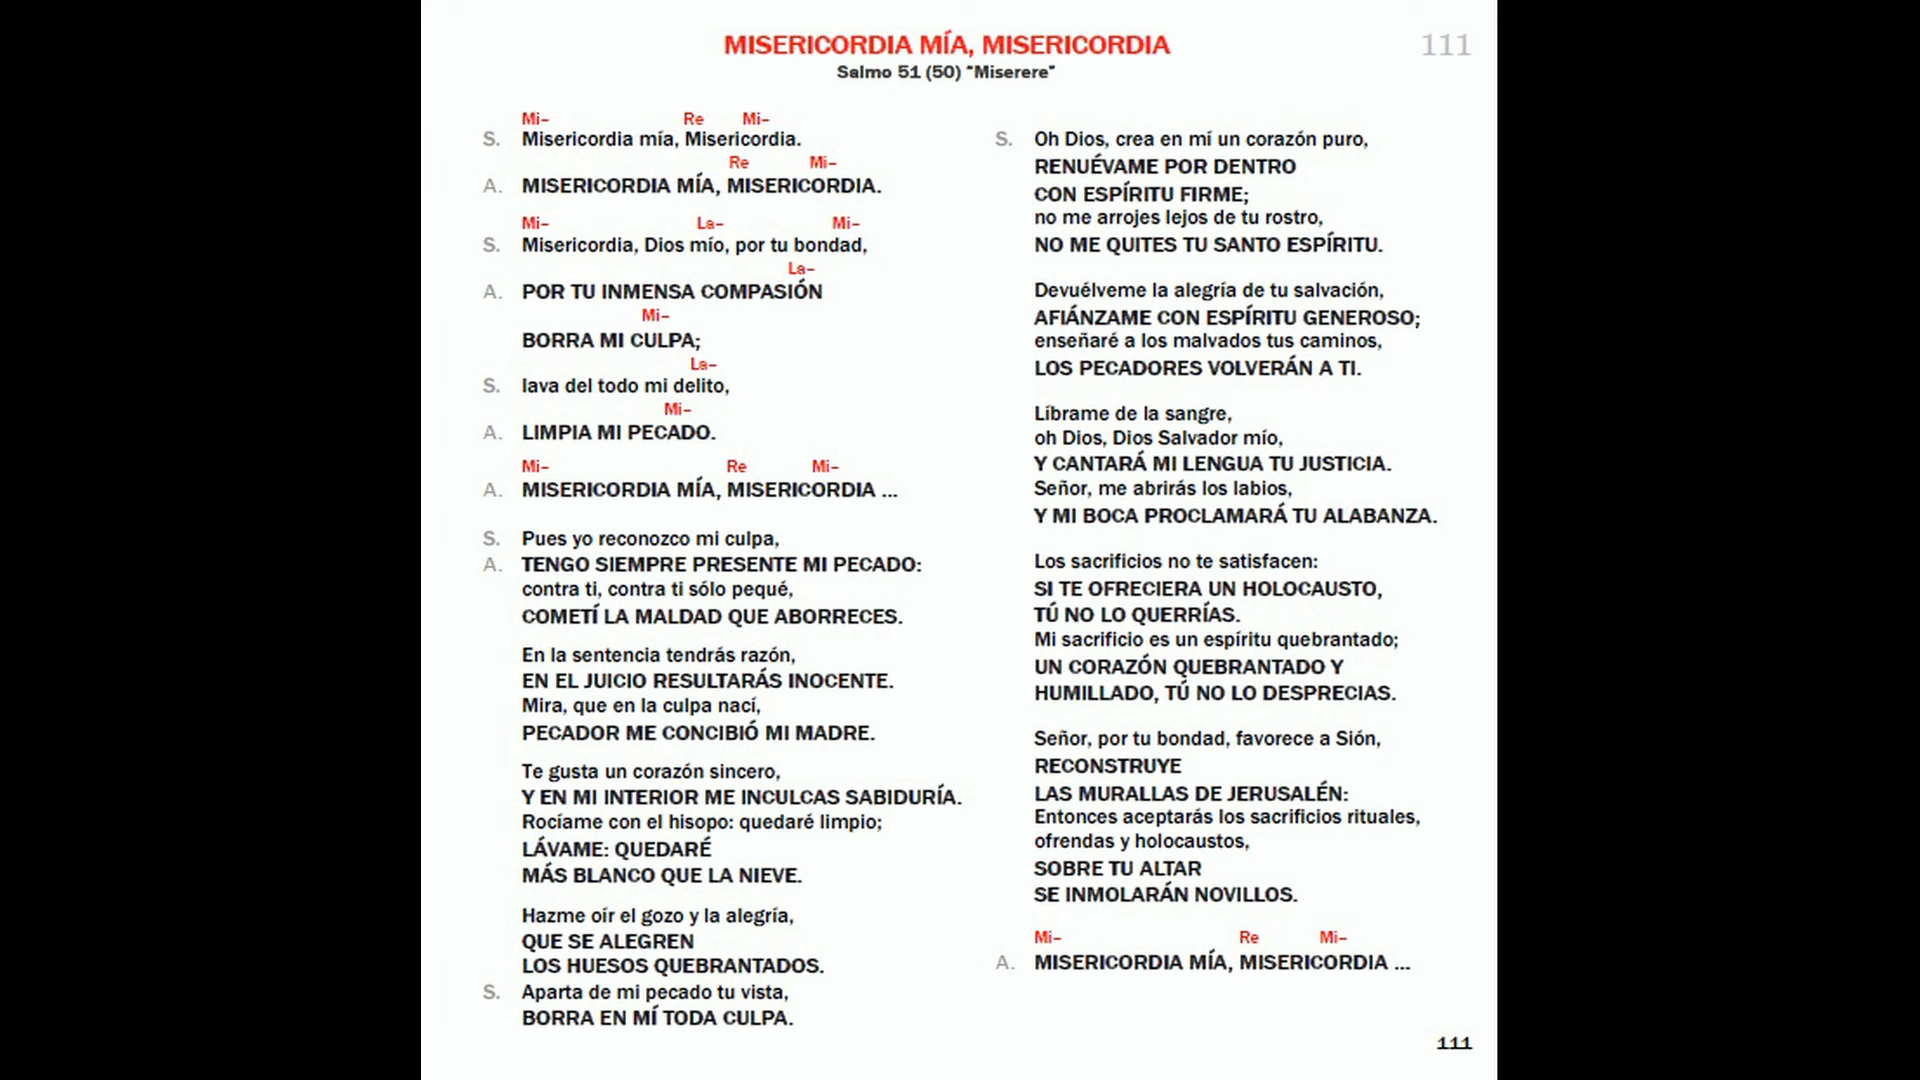 MISERICORDIA MÍA, MISERICORDIA
111
Salmo 51 (50) "Miserere"
Mi– Re Mi–
S. Misericordia mía, Misericordia.
Re Mi–
A. MISERICORDIA MÍA, MISERICORDIA.
Mi– La– Mi–
S. Misericordia, Dios mío, por tu bondad,
La–
A. POR TU INMENSA COMPASIÓN
Mi–
BORRA MI CULPA;
La–
S. lava del todo mi delito,
Mi–
A. LIMPIA MI PECADO.
Mi– Re Mi–
A. MISERICORDIA MÍA, MISERICORDIA ...
S. Pues yo reconozco mi culpa,
A. TENGO SIEMPRE PRESENTE MI PECADO:
contra ti, contra ti sólo pequé,
COMETÍ LA MALDAD QUE ABORRECES.
En la sentencia tendrás razón,
EN EL JUICIO RESULTARÁS INOCENTE.
Mira, que en la culpa nací,
PECADOR ME CONCIBIÓ MI MADRE.
Te gusta un corazón sincero,
Y EN MI INTERIOR ME INCULCAS SABIDURÍA.
Rocíame con el hisopo: quedaré limpio;
LÁVAME: QUEDARÉ
MÁS BLANCO QUE LA NIEVE.
Hazme oír el gozo y la alegría,
QUE SE ALEGREN
LOS HUESOS QUEBRANTADOS.
S. Aparta de mi pecado tu vista,
BORRA EN MÍ TODA CULPA.
S. Oh Dios, crea en mí un corazón puro,
RENUÉVAME POR DENTRO
CON ESPÍRITU FIRME;
no me arrojes lejos de tu rostro,
NO ME QUITES TU SANTO ESPÍRITU.
Devuélveme la alegría de tu salvación,
AFIÁNZAME CON ESPÍRITU GENEROSO;
enseñaré a los malvados tus caminos,
LOS PECADORES VOLVERÁN A TI.
Líbrame de la sangre,
oh Dios, Dios Salvador mío,
Y CANTARÁ MI LENGUA TU JUSTICIA.
Señor, me abrirás los labios,
Y MI BOCA PROCLAMARÁ TU ALABANZA.
Los sacrificios no te satisfacen:
SI TE OFRECIERA UN HOLOCAUSTO,
TÚ NO LO QUERRÍAS.
Mi sacrificio es un espíritu quebrantado;
UN CORAZÓN QUEBRANTADO Y
HUMILLADO, TÚ NO LO DESPRECIAS.
Señor, por tu bondad, favorece a Sión,
RECONSTRUYE
LAS MURALLAS DE JERUSALÉN:
Entonces aceptarás los sacrificios rituales,
ofrendas y holocaustos,
SOBRE TU ALTAR
SE INMOLARÁN NOVILLOS.
Mi– Re Mi–
A. MISERICORDIA MÍA, MISERICORDIA ...
111